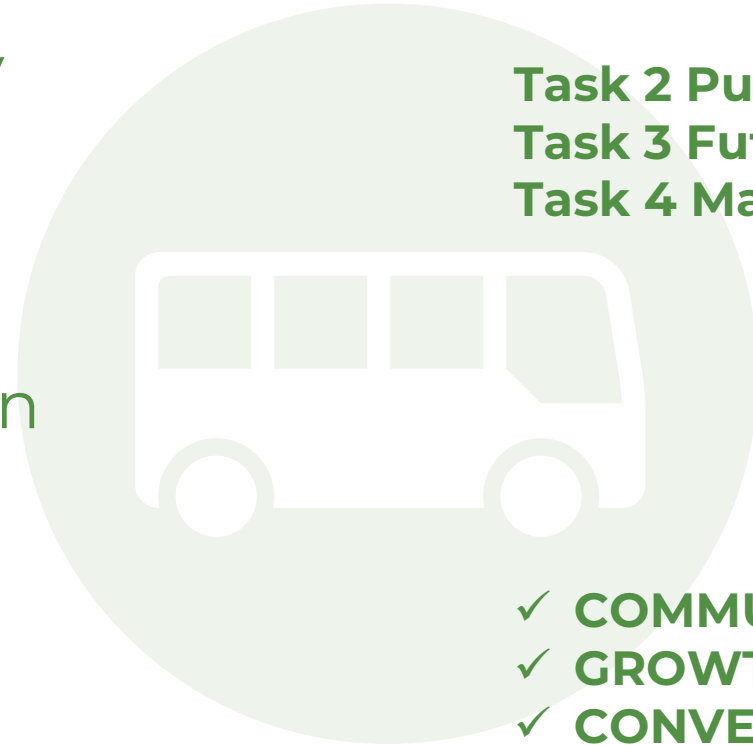 Task 2 Pu
Task 3 Fu
Task 4 Ma
n
✓ COMMU
✓ GROWT
✓ CONVE